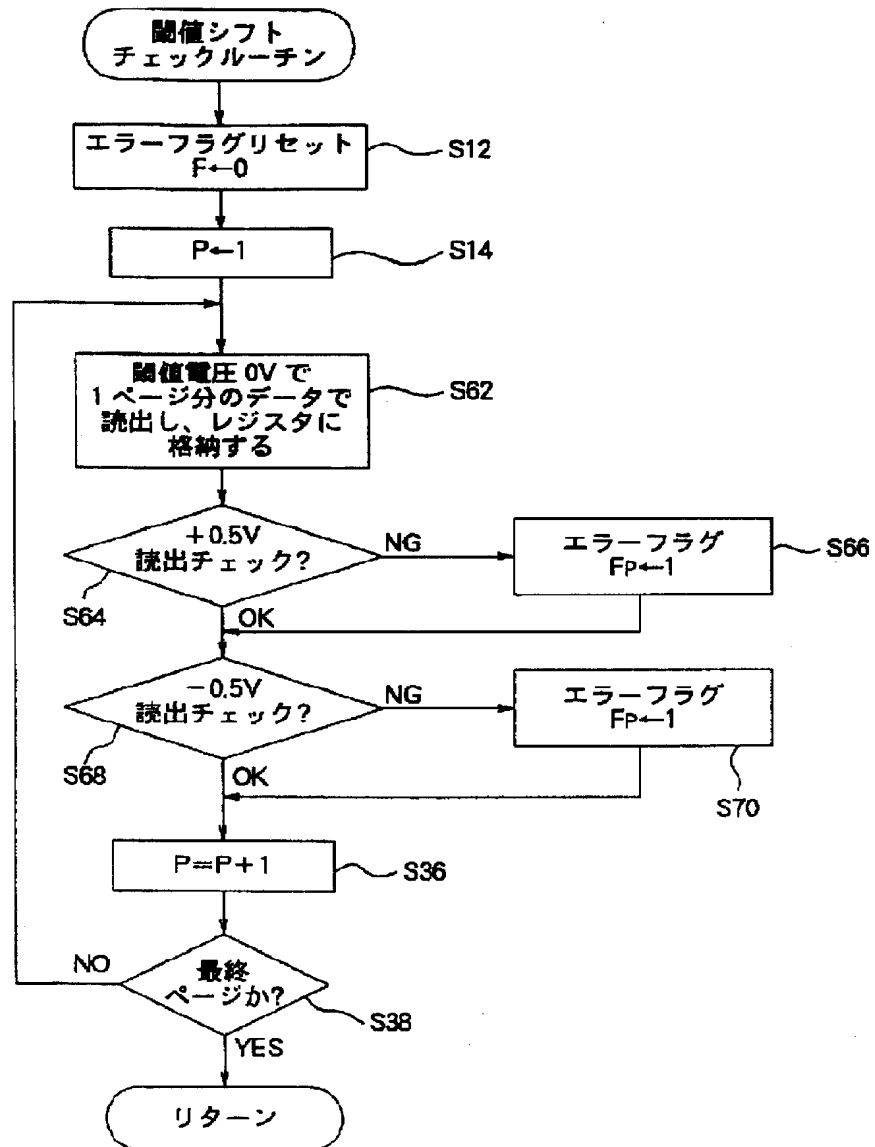 閾値シフト
チェックルーチン
エラーフラグリセット
F←0
S12
P←1
S14
閾値電圧 0V で
1 ページ分のデータで
読出し、レジスタに
格納する
S62
+0.5V
読出チェック?
NG
S64
OK
エラーフラグ
FP←1
S66
−0.5V
読出チェック?
NG
S68
OK
エラーフラグ
FP←1
S70
P=P+1
S36
最終
ページか?
NO
S38
YES
リターン